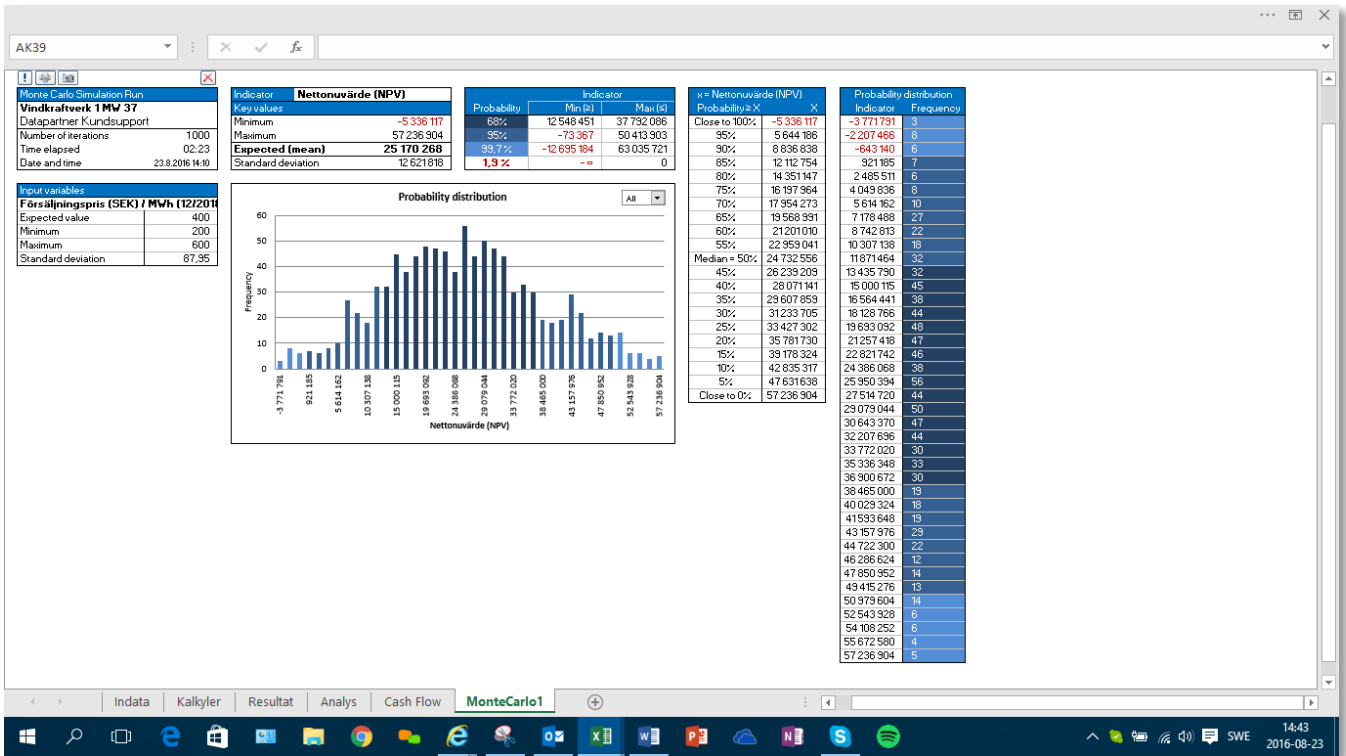 AK39
fx
Monte Carlo Simulation Run
Vindkraftverk 1 MW 37
Datapartner Kundsupport
Number of iterations 1000
Time elapsed 02:23
Date and time 23.8.2016 14:10
Input variables
Försäljningspris (SEK) / MWh (12/2016
Expected value 400
Minimum 200
Maximum 600
Standard deviation 87,95
Indicator Nettonuvärde (NPV)
Key values
Minimum -5 336 117
Maximum 57 236 904
Expected (mean) 25 170 268
Standard deviation 12 621 818
Indicator
Probability Min (≥) Max (≤)
68% 12 548 451 37 792 086
95% -73 367 50 413 903
99,7% -12 695 184 63 035 721
1,9 % - ∞ 0
Probability distribution
All
Frequency
60
50
40
30
20
10
0
-3 771 791
921 185
5 614 162
10 307 138
15 000 115
19 693 092
24 386 068
29 079 044
33 772 020
38 465 000
43 157 976
47 850 952
52 543 928
57 236 904
Nettonuvärde (NPV)
x = Nettonuvärde (NPV)
Probability ≥ X X
Close to 100% -5 336 117
95% 5 644 186
90% 8 836 838
85% 12 112 754
80% 14 351 147
75% 16 197 964
70% 17 954 273
65% 19 568 991
60% 21 201 010
55% 22 959 041
Median = 50% 24 732 556
45% 26 239 209
40% 28 071 141
35% 29 607 859
30% 31 233 705
25% 33 427 302
20% 35 781 730
15% 39 178 324
10% 42 835 317
5% 47 631 638
Close to 0% 57 236 904
Probability distribution
Indicator Frequency
-3 771 791 3
-2 207 466 8
-643 140 6
921 185 7
2 485 511 6
4 049 836 8
5 614 162 10
7 178 488 27
8 742 813 22
10 307 138 18
11 871 464 32
13 435 790 32
15 000 115 45
16 564 441 38
18 128 766 44
19 693 092 48
21 257 418 47
22 821 742 46
24 386 068 38
25 950 394 56
27 514 720 44
29 079 044 50
30 643 370 47
32 207 696 44
33 772 020 30
35 336 348 33
36 900 672 30
38 465 000 19
40 029 324 18
41 593 648 19
43 157 976 29
44 722 300 22
46 286 624 12
47 850 952 14
49 415 276 13
50 979 604 14
52 543 928 6
54 108 252 6
55 672 580 4
57 236 904 5
Indata Kalkyler Resultat Analys Cash Flow MonteCarlo1
SWE
14:43
2016-08-23